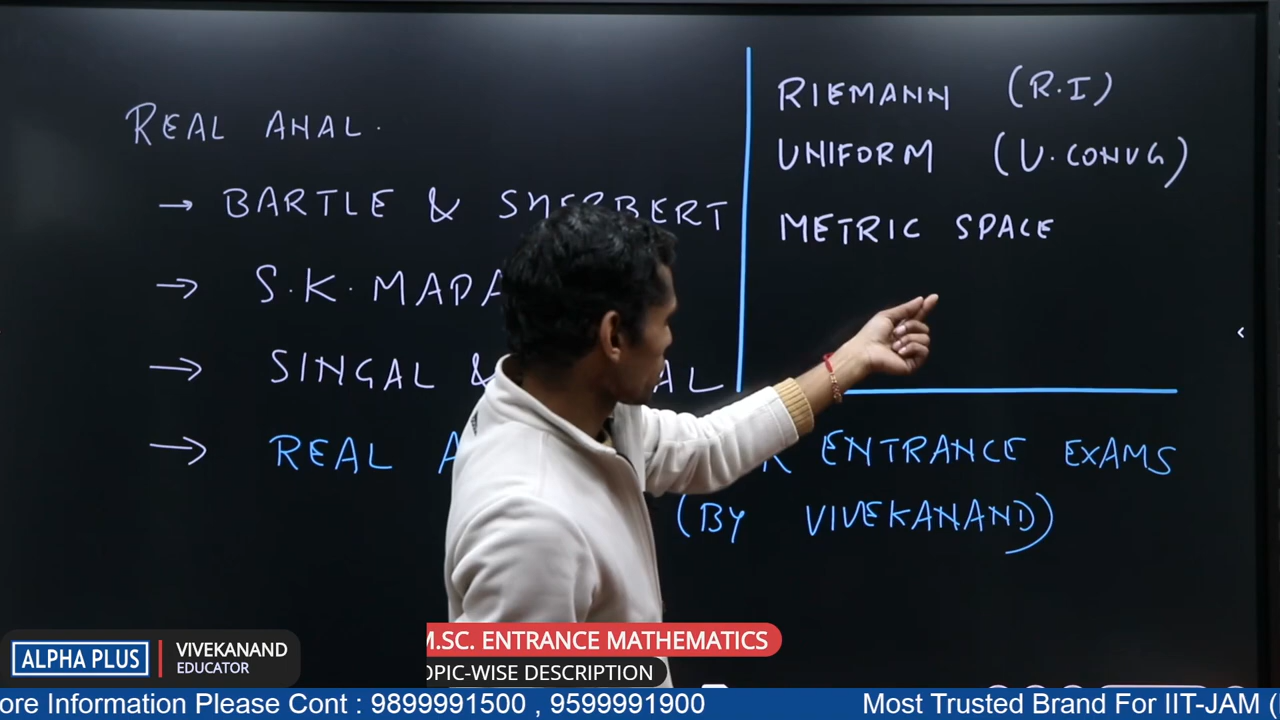 REAL ANAL.
→ BARTLE & SHERBERT
→ S.K. MAPA
→ SINGAL & AL
→ REAL A ENTRANCE EXAMS
(BY VIVEKANAND)
RIEMANN (R.I)
UNIFORM (U.CONVG)
METRIC SPACE
<
ALPHA PLUS
VIVEKANAND
EDUCATOR
M.SC. ENTRANCE MATHEMATICS
OPIC-WISE DESCRIPTION
ore Information Please Cont : 9899991500 , 9599991900
Most Trusted Brand For IIT-JAM (